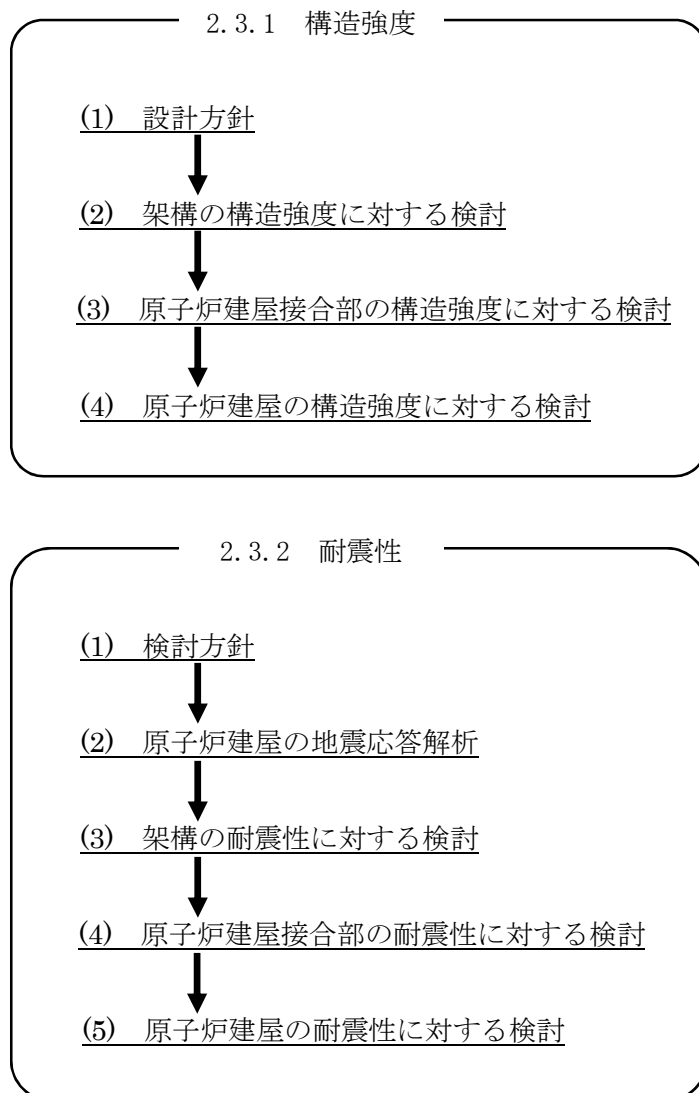 2.3.1 構造強度
(1) 設計方針
(2) 架構の構造強度に対する検討
(3) 原子炉建屋接合部の構造強度に対する検討
(4) 原子炉建屋の構造強度に対する検討
2.3.2 耐震性
(1) 検討方針
(2) 原子炉建屋の地震応答解析
(3) 架構の耐震性に対する検討
(4) 原子炉建屋接合部の耐震性に対する検討
(5) 原子炉建屋の耐震性に対する検討